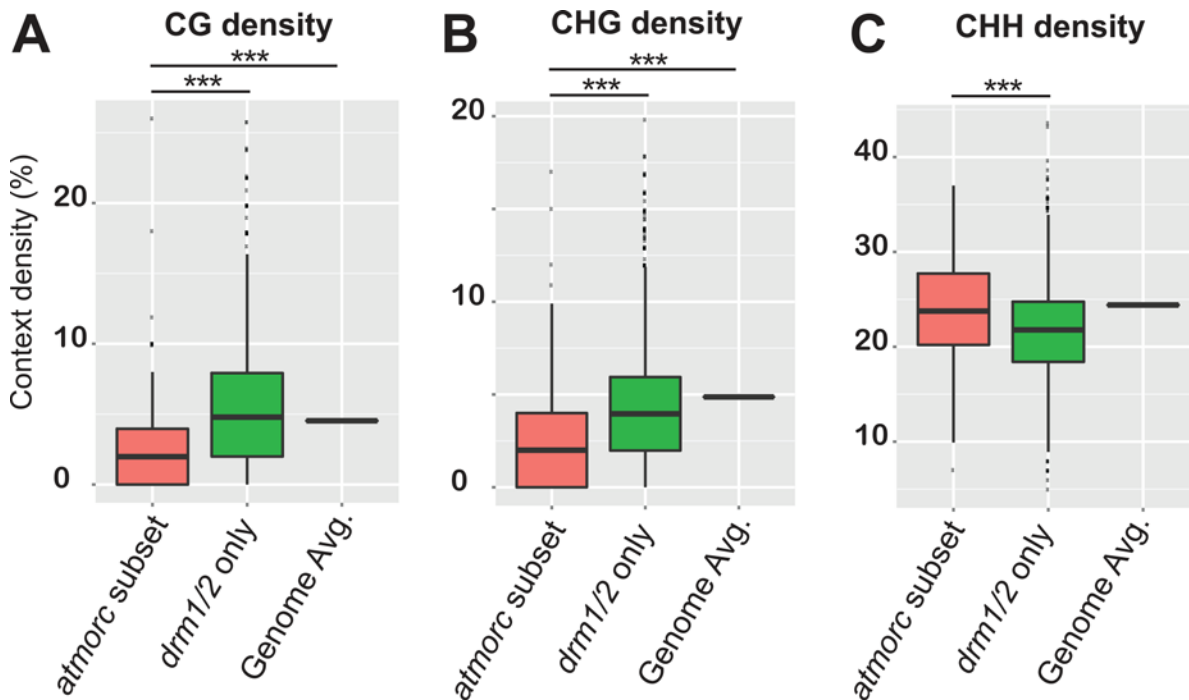 A
CG density
***
***
Context density (%)
20
10
0
atmorc subset
drm1/2 only
Genome Avg.
B
CHG density
***
***
20
10
0
atmorc subset
drm1/2 only
Genome Avg.
C
CHH density
***
40
30
20
10
atmorc subset
drm1/2 only
Genome Avg.